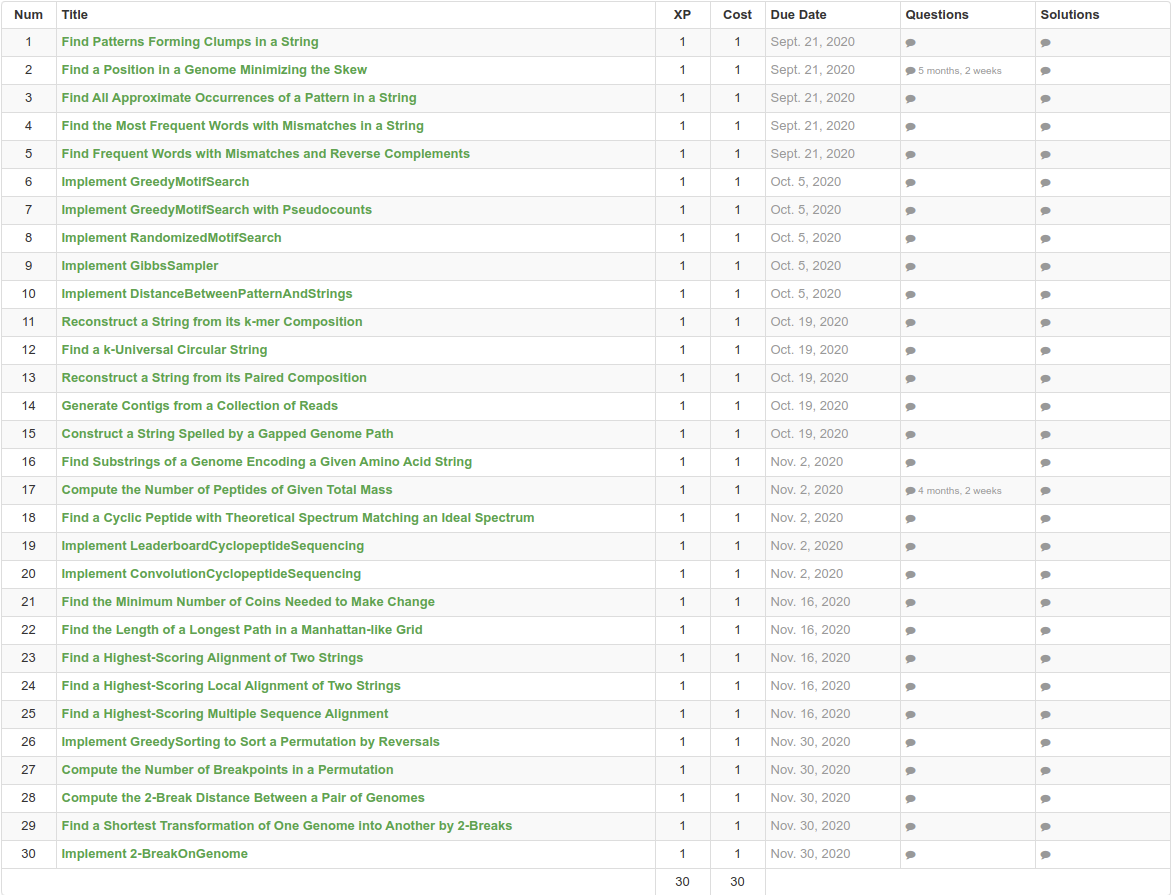 Num Title XP Cost Due Date Questions Solutions
1 Find Patterns Forming Clumps in a String 1 1 Sept. 21, 2020
2 Find a Position in a Genome Minimizing the Skew 1 1 Sept. 21, 2020 5 months, 2 weeks
3 Find All Approximate Occurrences of a Pattern in a String 1 1 Sept. 21, 2020
4 Find the Most Frequent Words with Mismatches in a String 1 1 Sept. 21, 2020
5 Find Frequent Words with Mismatches and Reverse Complements 1 1 Sept. 21, 2020
6 Implement GreedyMotifSearch 1 1 Oct. 5, 2020
7 Implement GreedyMotifSearch with Pseudocounts 1 1 Oct. 5, 2020
8 Implement RandomizedMotifSearch 1 1 Oct. 5, 2020
9 Implement GibbsSampler 1 1 Oct. 5, 2020
10 Implement DistanceBetweenPatternAndStrings 1 1 Oct. 5, 2020
11 Reconstruct a String from its k-mer Composition 1 1 Oct. 19, 2020
12 Find a k-Universal Circular String 1 1 Oct. 19, 2020
13 Reconstruct a String from its Paired Composition 1 1 Oct. 19, 2020
14 Generate Contigs from a Collection of Reads 1 1 Oct. 19, 2020
15 Construct a String Spelled by a Gapped Genome Path 1 1 Oct. 19, 2020
16 Find Substrings of a Genome Encoding a Given Amino Acid String 1 1 Nov. 2, 2020
17 Compute the Number of Peptides of Given Total Mass 1 1 Nov. 2, 2020 4 months, 2 weeks
18 Find a Cyclic Peptide with Theoretical Spectrum Matching an Ideal Spectrum 1 1 Nov. 2, 2020
19 Implement LeaderboardCyclopeptideSequencing 1 1 Nov. 2, 2020
20 Implement ConvolutionCyclopeptideSequencing 1 1 Nov. 2, 2020
21 Find the Minimum Number of Coins Needed to Make Change 1 1 Nov. 16, 2020
22 Find the Length of a Longest Path in a Manhattan-like Grid 1 1 Nov. 16, 2020
23 Find a Highest-Scoring Alignment of Two Strings 1 1 Nov. 16, 2020
24 Find a Highest-Scoring Local Alignment of Two Strings 1 1 Nov. 16, 2020
25 Find a Highest-Scoring Multiple Sequence Alignment 1 1 Nov. 16, 2020
26 Implement GreedySorting to Sort a Permutation by Reversals 1 1 Nov. 30, 2020
27 Compute the Number of Breakpoints in a Permutation 1 1 Nov. 30, 2020
28 Compute the 2-Break Distance Between a Pair of Genomes 1 1 Nov. 30, 2020
29 Find a Shortest Transformation of One Genome into Another by 2-Breaks 1 1 Nov. 30, 2020
30 Implement 2-BreakOnGenome 1 1 Nov. 30, 2020
30 30